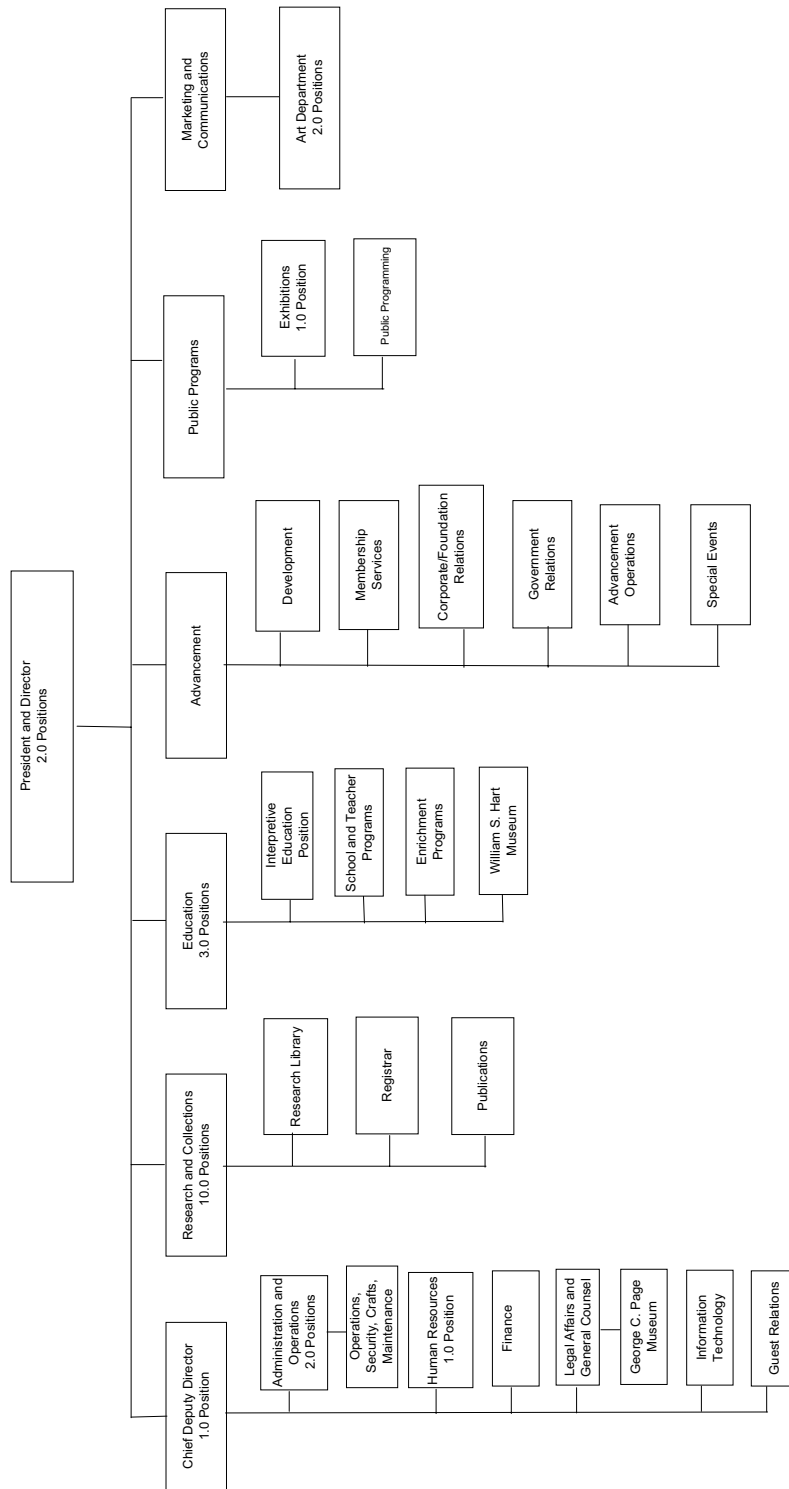 President and Director
2.0 Positions
Chief Deputy Director
1.0 Position
Administration and
Operations
2.0 Positions
Operations,
Security, Crafts,
Maintenance
Human Resources
1.0 Position
Finance
Legal Affairs and
General Counsel
George C. Page
Museum
Information
Technology
Guest Relations
Research and Collections
10.0 Positions
Research Library
Registrar
Publications
Education
3.0 Positions
Interpretive
Education
Position
School and Teacher
Programs
Enrichment
Programs
William S. Hart
Museum
Advancement
Development
Membership
Services
Corporate/Foundation
Relations
Government
Relations
Advancement
Operations
Special Events
Public Programs
Exhibitions
1.0 Position
Public Programming
Marketing and
Communications
Art Department
2.0 Positions